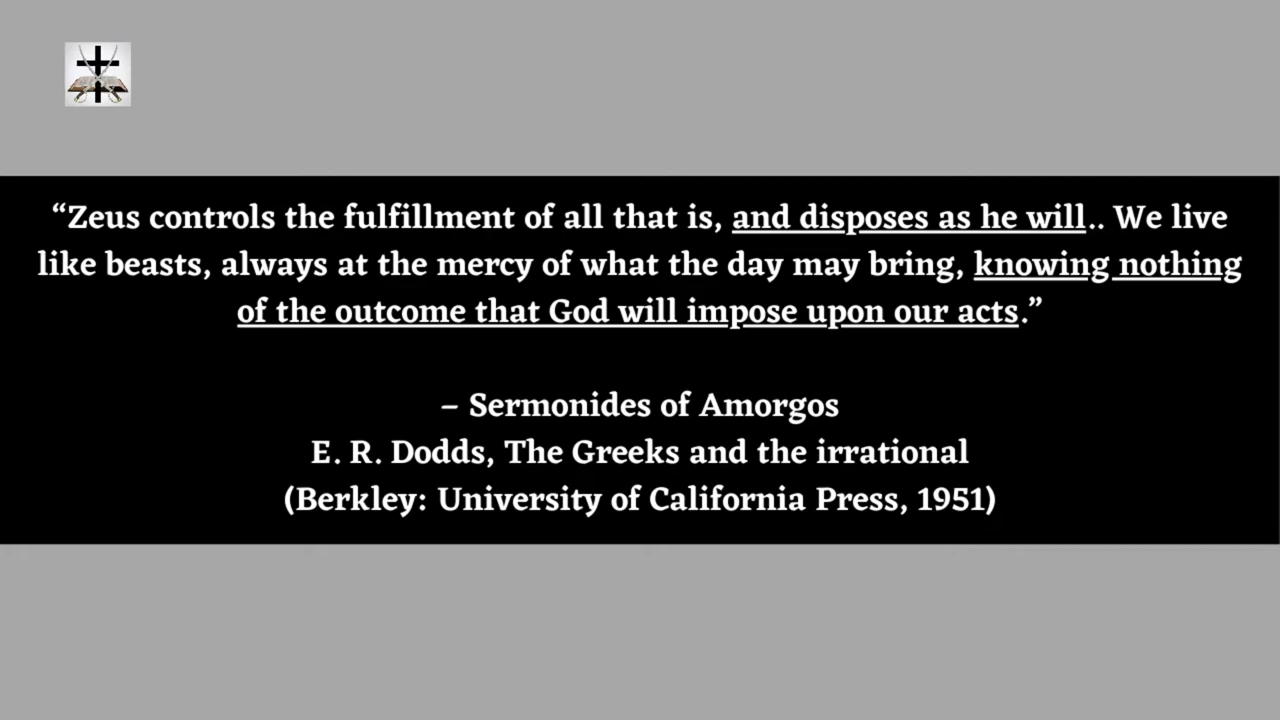 “Zeus controls the fulfillment of all that is, and disposes as he will.. We live
like beasts, always at the mercy of what the day may bring, knowing nothing
of the outcome that God will impose upon our acts.”
– Sermonides of Amorgos
E. R. Dodds, The Greeks and the irrational
(Berkley: University of California Press, 1951)